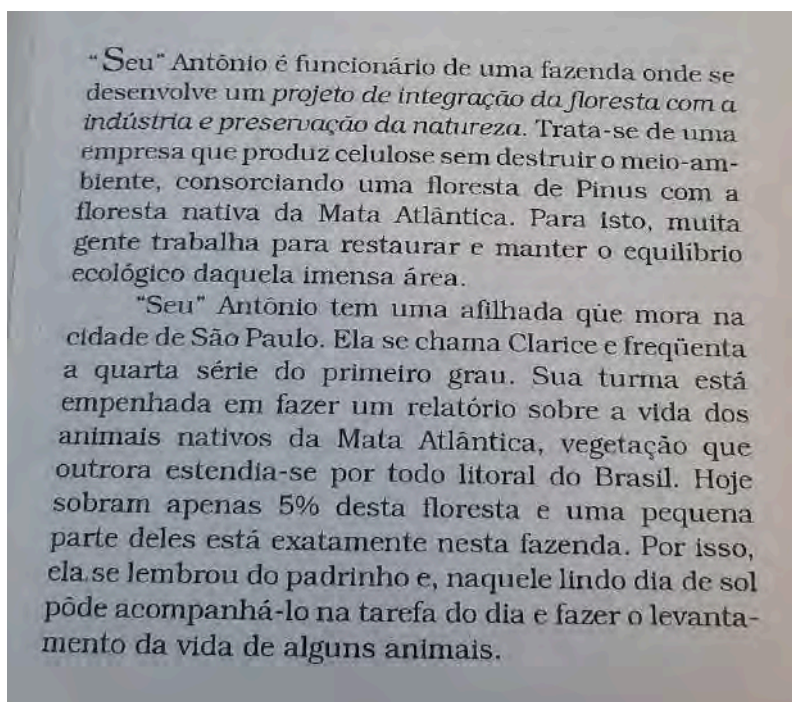 "Seu" Antônio é funcionário de uma fazenda onde se
desenvolve um projeto de integração da floresta com a
indústria e preservação da natureza. Trata-se de uma
empresa que produz celulose sem destruir o meio-am-
biente, consorciando uma floresta de Pinus com a
floresta nativa da Mata Atlântica. Para isto, muita
gente trabalha para restaurar e manter o equilíbrio
ecológico daquela imensa área.
"Seu" Antônio tem uma afilhada que mora na
cidade de São Paulo. Ela se chama Clarice e freqüenta
a quarta série do primeiro grau. Sua turma está
empenhada em fazer um relatório sobre a vida dos
animais nativos da Mata Atlântica, vegetação que
outrora estendia-se por todo litoral do Brasil. Hoje
sobram apenas 5% desta floresta e uma pequena
parte deles está exatamente nesta fazenda. Por isso,
ela se lembrou do padrinho e, naquele lindo dia de sol
pôde acompanhá-lo na tarefa do dia e fazer o levanta-
mento da vida de alguns animais.